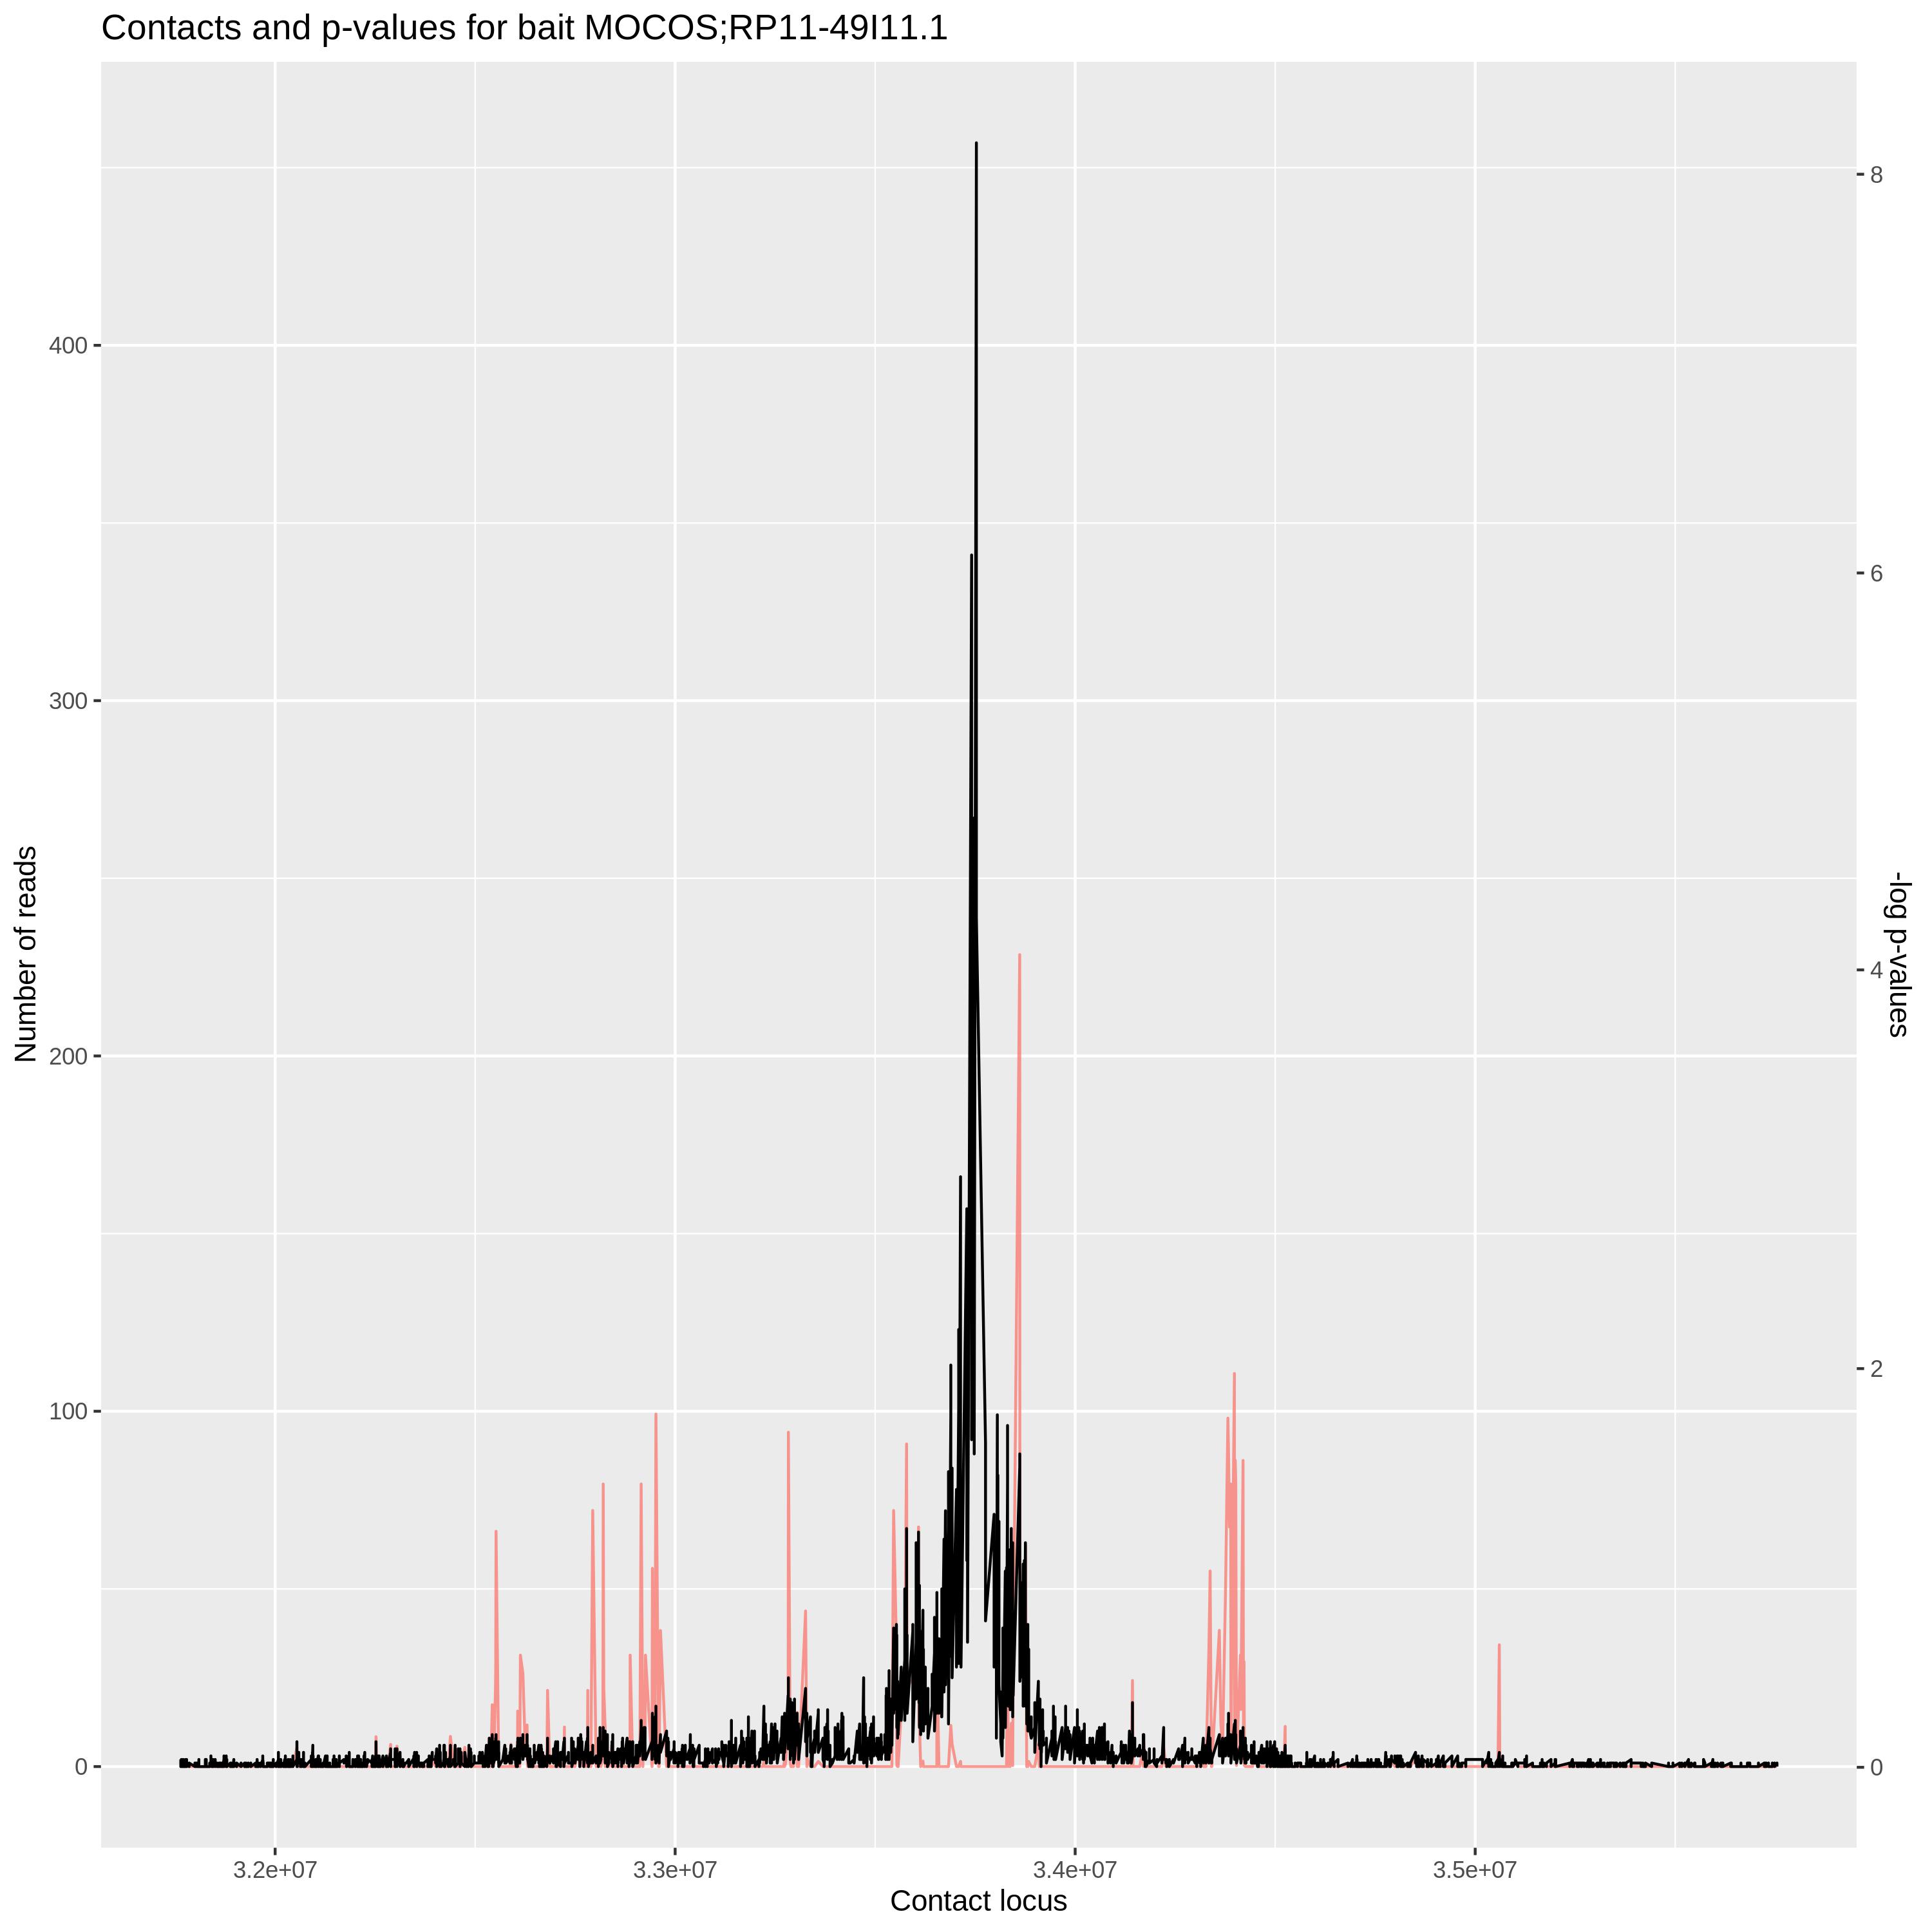 Contacts and p-values for bait MOCOS;RP11-49I11.1
Number of reads
400
300
200
100
0
8
6
4
2
0
-log p-values
3.2e+07
3.3e+07
3.4e+07
3.5e+07
Contact locus